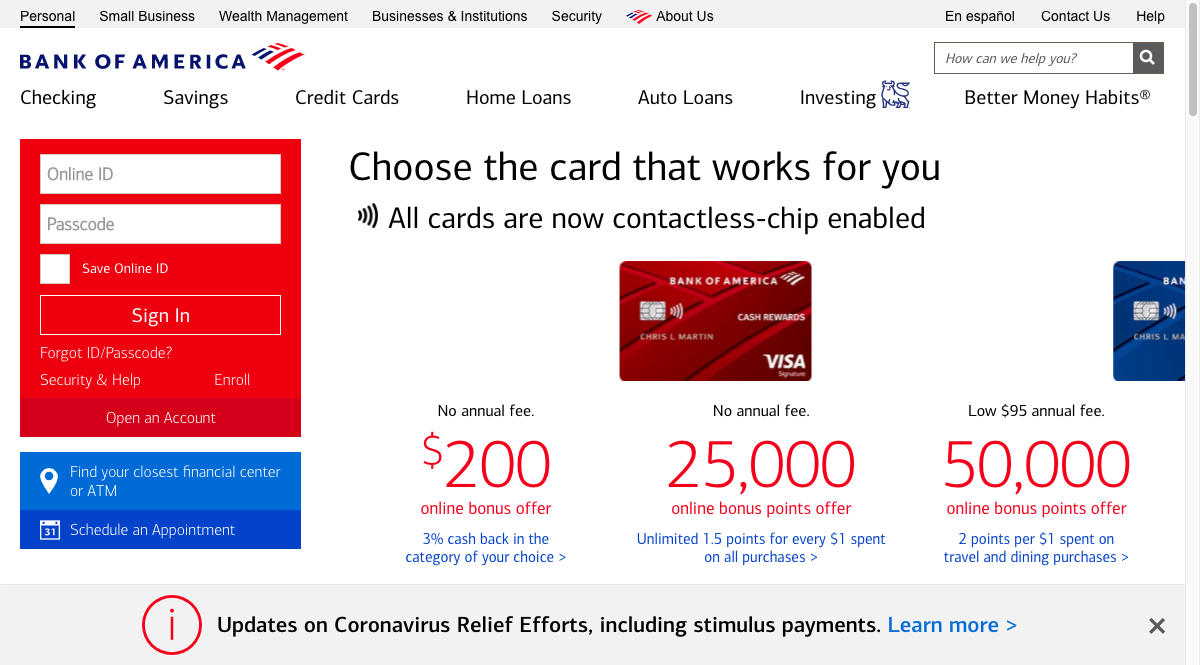 Personal
Small Business
Wealth Management
Businesses & Institutions
Security
About Us
En español
Contact Us
Help
BANK OF AMERICA
How can we help you?
Checking
Savings
Credit Cards
Home Loans
Auto Loans
Investing
Better Money Habits®
Online ID
Passcode
Save Online ID
Sign In
Forgot ID/Passcode?
Security & Help
Enroll
Open an Account
Find your closest financial center
or ATM
31
Schedule an Appointment
Choose the card that works for you
All cards are now contactless-chip enabled
BANK OF AMERICA
CASH REWARDS
CHRIS L MARTIN
VISA
Signature
BAN
CHRIS L MA
No annual fee.
$200
online bonus offer
3% cash back in the
category of your choice >
No annual fee.
25,000
online bonus points offer
Unlimited 1.5 points for every $1 spent
on all purchases >
Low $95 annual fee.
50,000
online bonus points offer
2 points per $1 spent on
travel and dining purchases >
Updates on Coronavirus Relief Efforts, including stimulus payments. Learn more >